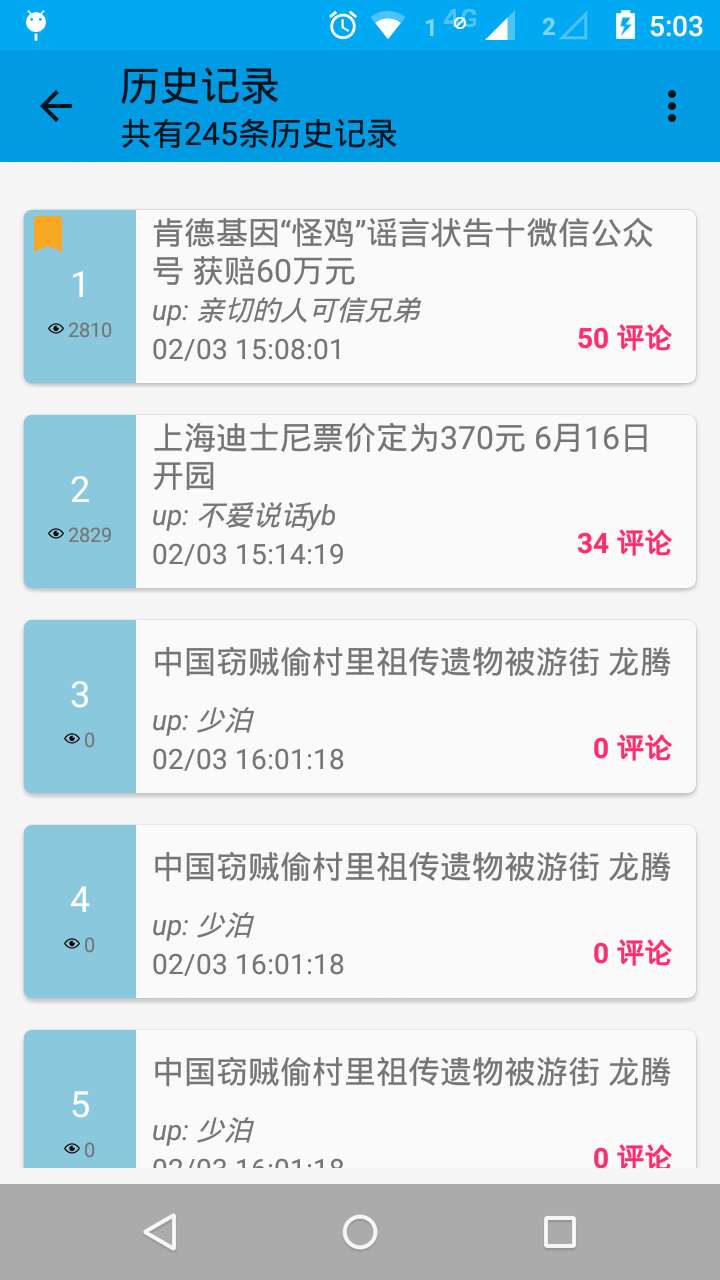 1 4G 2 5:03
历史记录
共有245条历史记录
肯德基因“怪鸡”谣言状告十微信公众
号 获赔60万元
1
2810
up: 亲切的人可信兄弟
02/03 15:08:01
50 评论
上海迪士尼票价定为370元 6月16日
开园
2
2829
up: 不爱说话yb
02/03 15:14:19
34 评论
中国窃贼偷村里祖传遗物被游街 龙腾
3
0
up: 少泊
02/03 16:01:18
0 评论
中国窃贼偷村里祖传遗物被游街 龙腾
4
0
up: 少泊
02/03 16:01:18
0 评论
中国窃贼偷村里祖传遗物被游街 龙腾
5
0
up: 少泊
02/03 16:01:18
0 评论